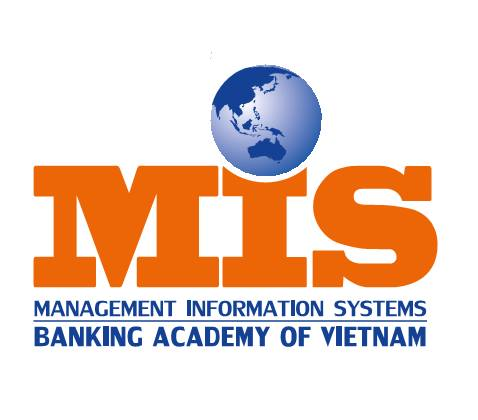 MIS
MANAGEMENT INFORMATION SYSTEMS
BANKING ACADEMY OF VIETNAM